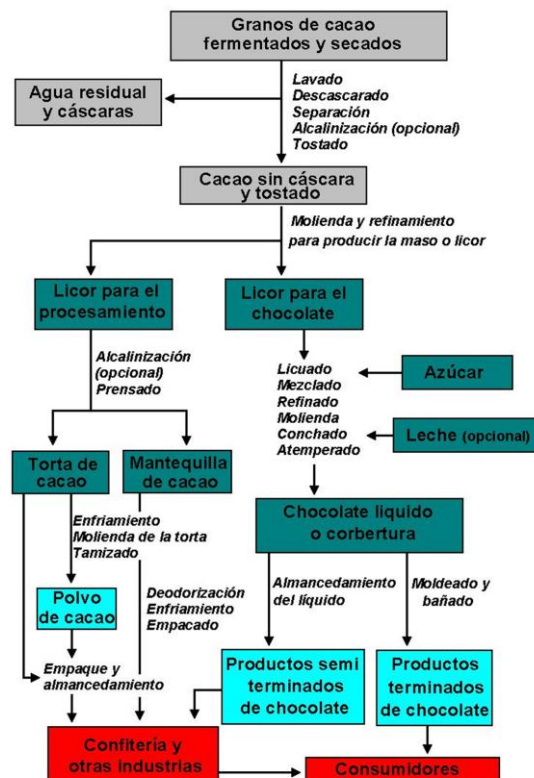 Granos de cacao
fermentados y secados
Agua residual
y cáscaras
Lavado
Descascarado
Separación
Alcalinización (opcional)
Tostado
Cacao sin cáscara
y tostado
Molienda y refinamiento
para producir la maso o licor
Licor para el
procesamiento
Licor para el
chocolate
Alcalinización
(opcional)
Prensado
Licuado
Mezclado
Refinado
Molienda
Conchado
Atemperado
Azúcar
Leche (opcional)
Torta de
cacao
Mantequilla
de cacao
Chocolate liquido
o corbertura
Enfriamiento
Molienda de la torta
Tamizado
Deodorización
Enfriamiento
Empacado
Almancedamiento
del líquido
Moldeado y
bañado
Polvo
de cacao
Empaque y
almancedamiento
Productos semi
terminados
de chocolate
Productos
terminados
de chocolate
Confitería y
otras industrias
Consumidores